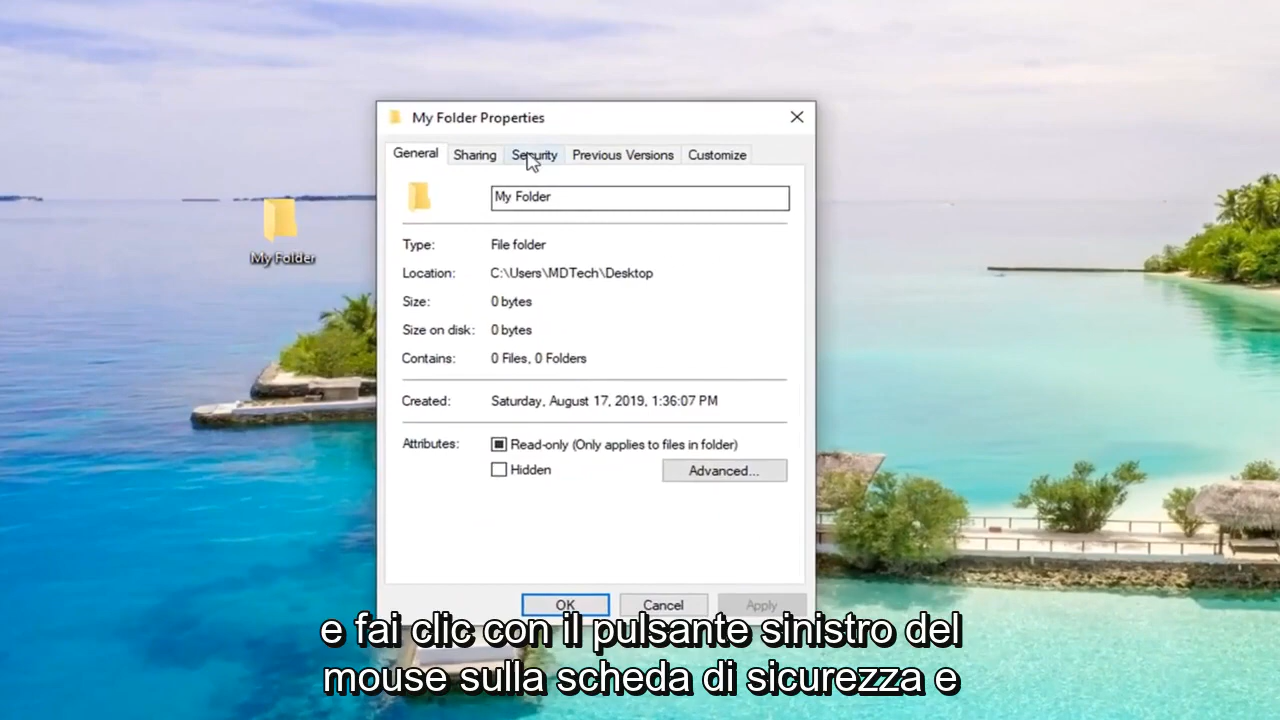 My Folder Properties
General Sharing Security Previous Versions Customize
My Folder
My Folder
Type: File folder
Location: C:\Users\MDTech\Desktop
Size: 0 bytes
Size on disk: 0 bytes
Contains: 0 Files, 0 Folders
Created: Saturday, August 17, 2019, 1:36:07 PM
Attributes: Read-only (Only applies to files in folder)
Hidden Advanced...
OK Cancel Apply
e fai clic con il pulsante sinistro del
mouse sulla scheda di sicurezza e